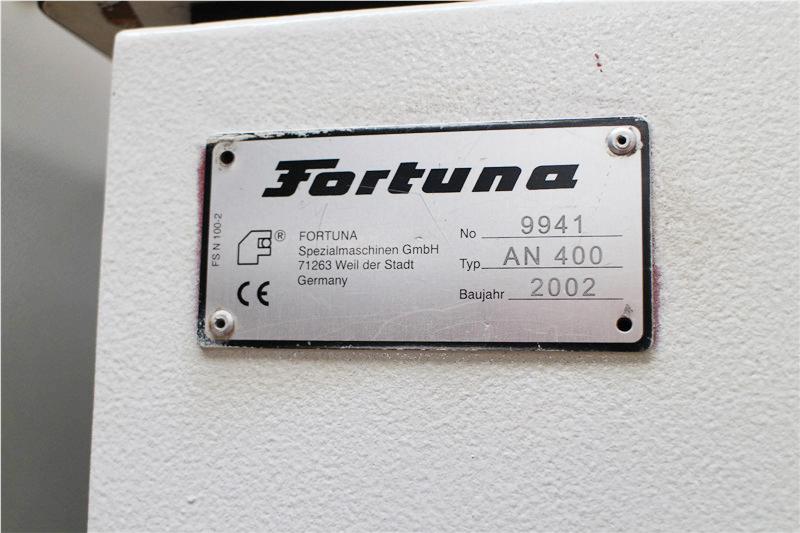 Fortuna
FS N 100-2
®
FORTUNA
Spezialmaschinen GmbH
71263 Weil der Stadt
Germany
CE
No 9941
Typ AN 400
Baujahr 2002